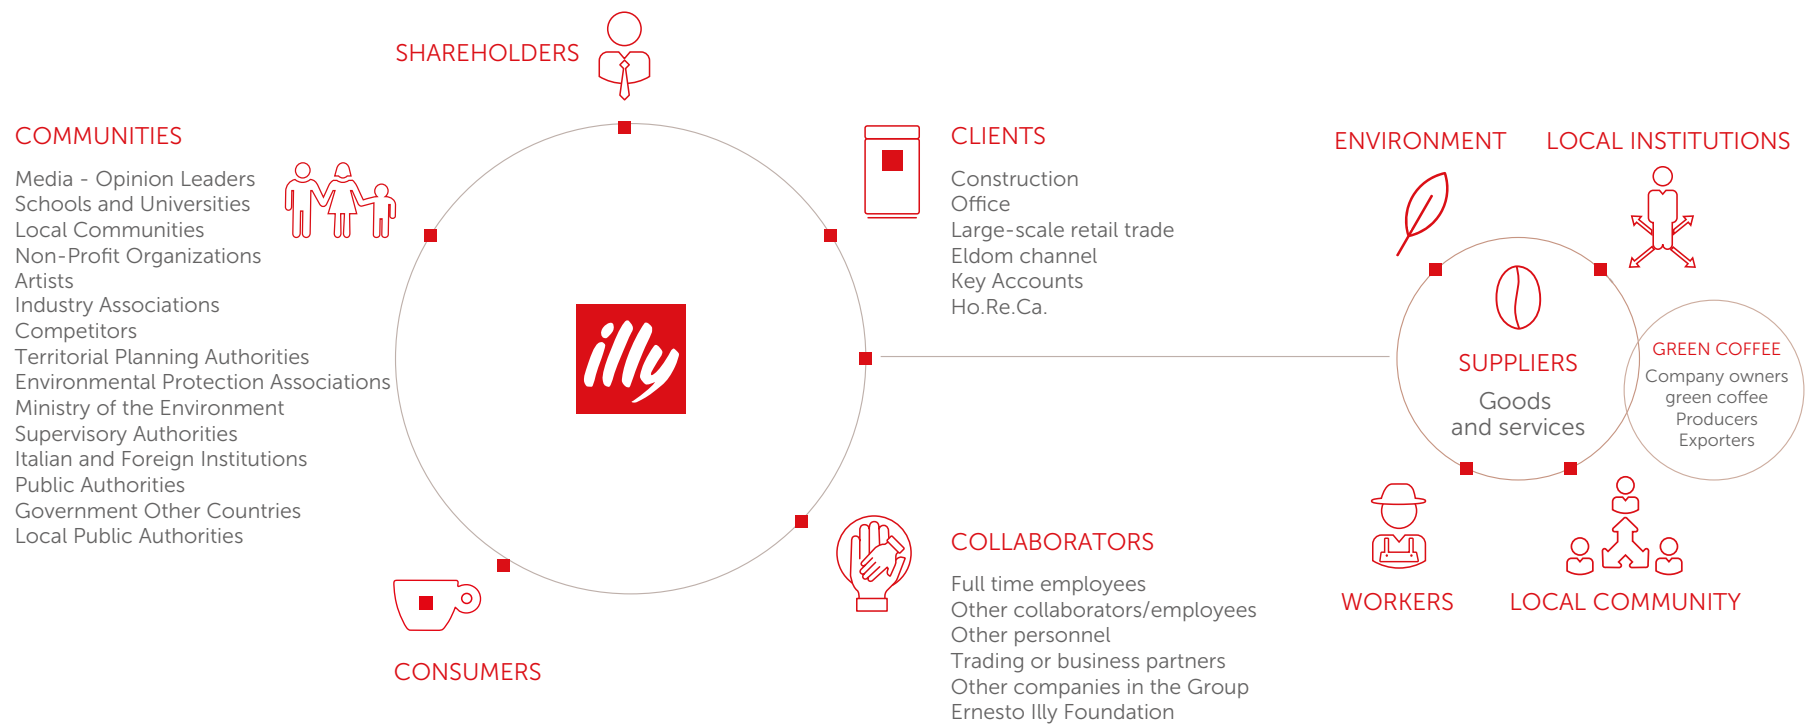 SHAREHOLDERS
COMMUNITIES
Media - Opinion Leaders
Schools and Universities
Local Communities
Non-Profit Organizations
Artists
Industry Associations
Competitors
Territorial Planning Authorities
Environmental Protection Associations
Ministry of the Environment
Supervisory Authorities
Italian and Foreign Institutions
Public Authorities
Government Other Countries
Local Public Authorities
illy
CONSUMERS
CLIENTS
Construction
Office
Large-scale retail trade
Eldom channel
Key Accounts
Ho.Re.Ca.
COLLABORATORS
Full time employees
Other collaborators/employees
Other personnel
Trading or business partners
Other companies in the Group
Ernesto Illy Foundation
ENVIRONMENT
LOCAL INSTITUTIONS
SUPPLIERS
Goods
and services
GREEN COFFEE
Company owners
green coffee
Producers
Exporters
WORKERS
LOCAL COMMUNITY